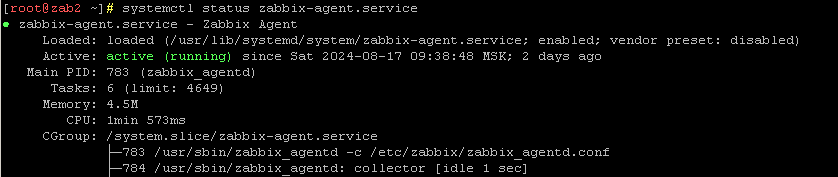 [root@zab2 ~]# systemctl status zabbix-agent.service
● zabbix-agent.service - Zabbix Agent
     Loaded: loaded (/usr/lib/systemd/system/zabbix-agent.service; enabled; vendor preset: disabled)
     Active: active (running) since Sat 2024-08-17 09:38:48 MSK; 2 days ago
   Main PID: 783 (zabbix_agentd)
      Tasks: 6 (limit: 4649)
     Memory: 4.5M
        CPU: 1min 573ms
     CGroup: /system.slice/zabbix-agent.service
             ├─783 /usr/sbin/zabbix_agentd -c /etc/zabbix/zabbix_agentd.conf
             ├─784 /usr/sbin/zabbix_agentd: collector [idle 1 sec]